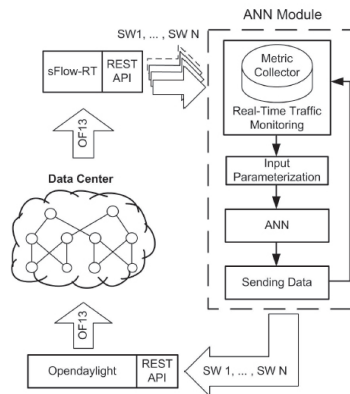 ANN Module
SW1, ... , SW N
sFlow-RT
REST
API
Metric
Collector
Real-Time Traffic
Monitoring
OF13
Input
Parameterization
Data Center
ANN
Sending Data
OF13
Opendaylight
REST
API
SW 1, ... , SW N